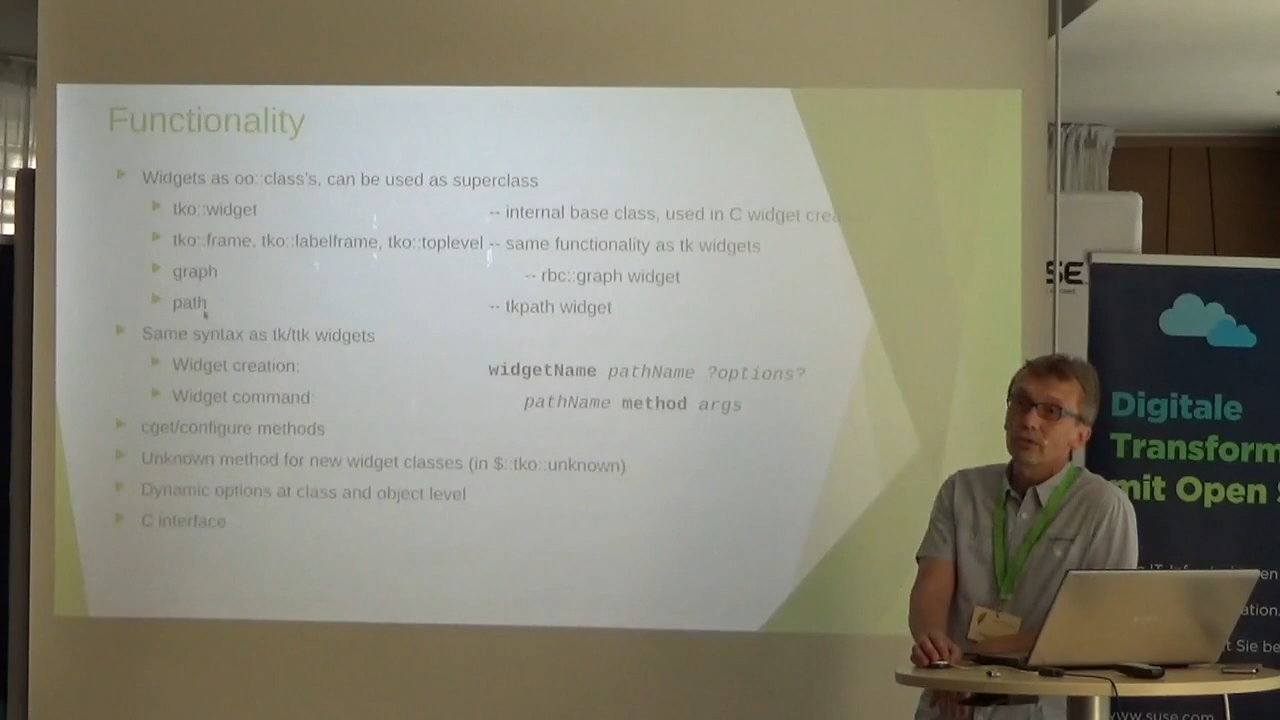 Functionality
Widgets as oo::class's, can be used as superclass
tko::widget -- internal base class, used in C widget
tko::frame, tko::labelframe, tko::toplevel -- same functionality as tk widgets
graph -- rbc::graph widget
path -- tkpath widget
Same syntax as tk/ttk widgets
Widget creation: widgetName pathName ?options?
Widget command: pathName method args
cget/configure methods
Unknown method for new widget classes (in $::tko::unknown)
Dynamic options at class and object level
C interface
SE
Digitale
Transform
mit Open
www.suse.com